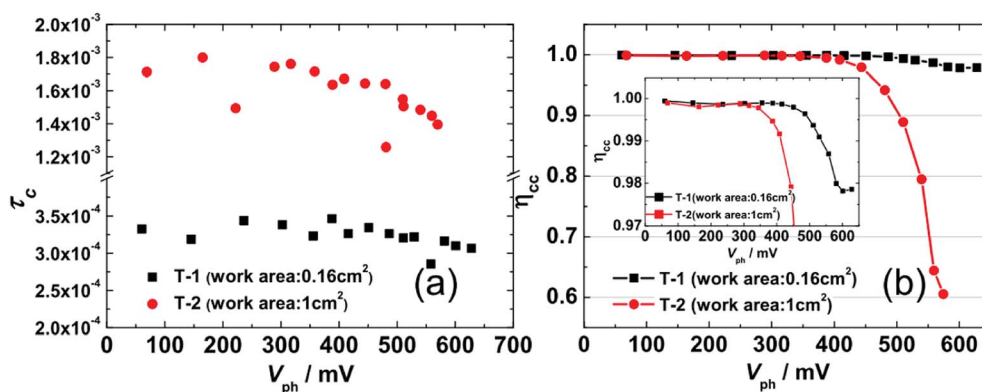 2.1x10⁻³
1.8x10⁻³
1.6x10⁻³
1.4x10⁻³
1.2x10⁻³
3.5x10⁻⁴
3.0x10⁻⁴
2.5x10⁻⁴
2.0x10⁻⁴
τc
T-1 (work area:0.16cm²)
T-2 (work area:1cm²)
(a)
0 100 200 300 400 500 600 700
Vph / mV
1.0
0.9
0.8
0.7
0.6
ηcc
1.00
0.99
0.98
0.97
ηcc
T-1(work area:0.16cm²)
T-2(work area:1cm²)
0 100 200 300 400 500 600
Vph / mV
T-1 (work area:0.16cm²)
T-2 (work area:1cm²)
(b)
0 100 200 300 400 500 600
Vph / mV